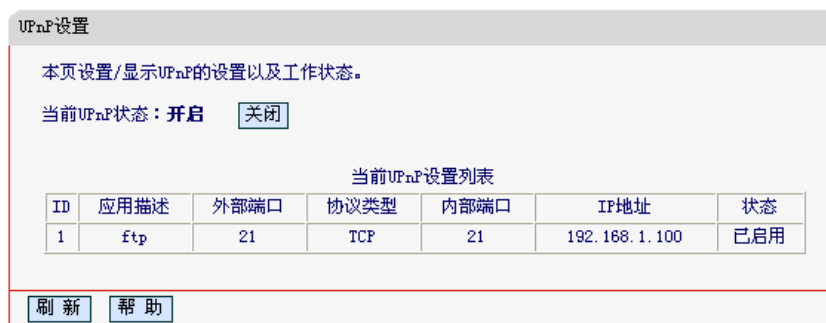 UPnP设置
本页设置/显示UPnP的设置以及工作状态。
当前UPnP状态：开启 关闭
当前UPnP设置列表
ID 应用描述 外部端口 协议类型 内部端口 IP地址 状态
1 ftp 21 TCP 21 192.168.1.100 已启用
刷 新 帮 助